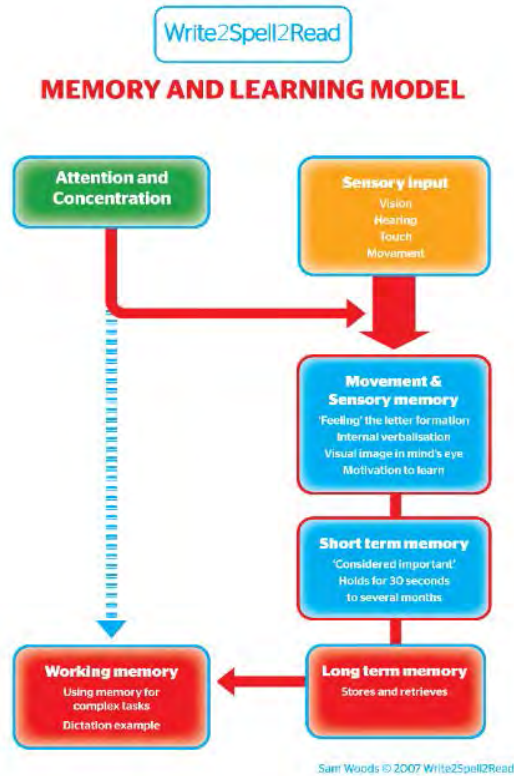 Write2Spell2Read
MEMORY AND LEARNING MODEL
Attention and
Concentration
Sensory input
Vision
Hearing
Touch
Movement
Movement &
Sensory memory
'Feeling' the letter formation
Internal verbalisation
Visual image in mind's eye
Motivation to learn
Short term memory
'Considered important'
Holds for 30 seconds
to several months
Working memory
Using memory for
complex tasks
Dictation example
Long term memory
Stores and retrieves
Sam Woods © 2007 Write2Spell2Read